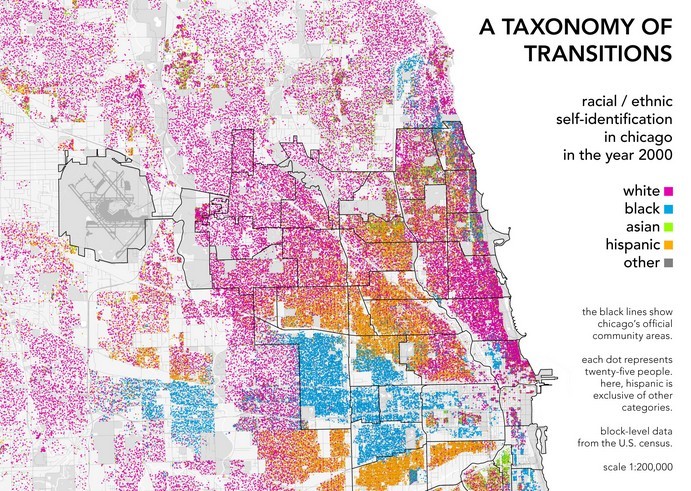 A TAXONOMY OF
TRANSITIONS
racial / ethnic
self-identification
in chicago
in the year 2000
white
black
asian
hispanic
other
the black lines show
chicago's official
community areas.
each dot represents
twenty-five people.
here, hispanic is
exclusive of other
categories.
block-level data
from the U.S. census.
scale 1:200,000